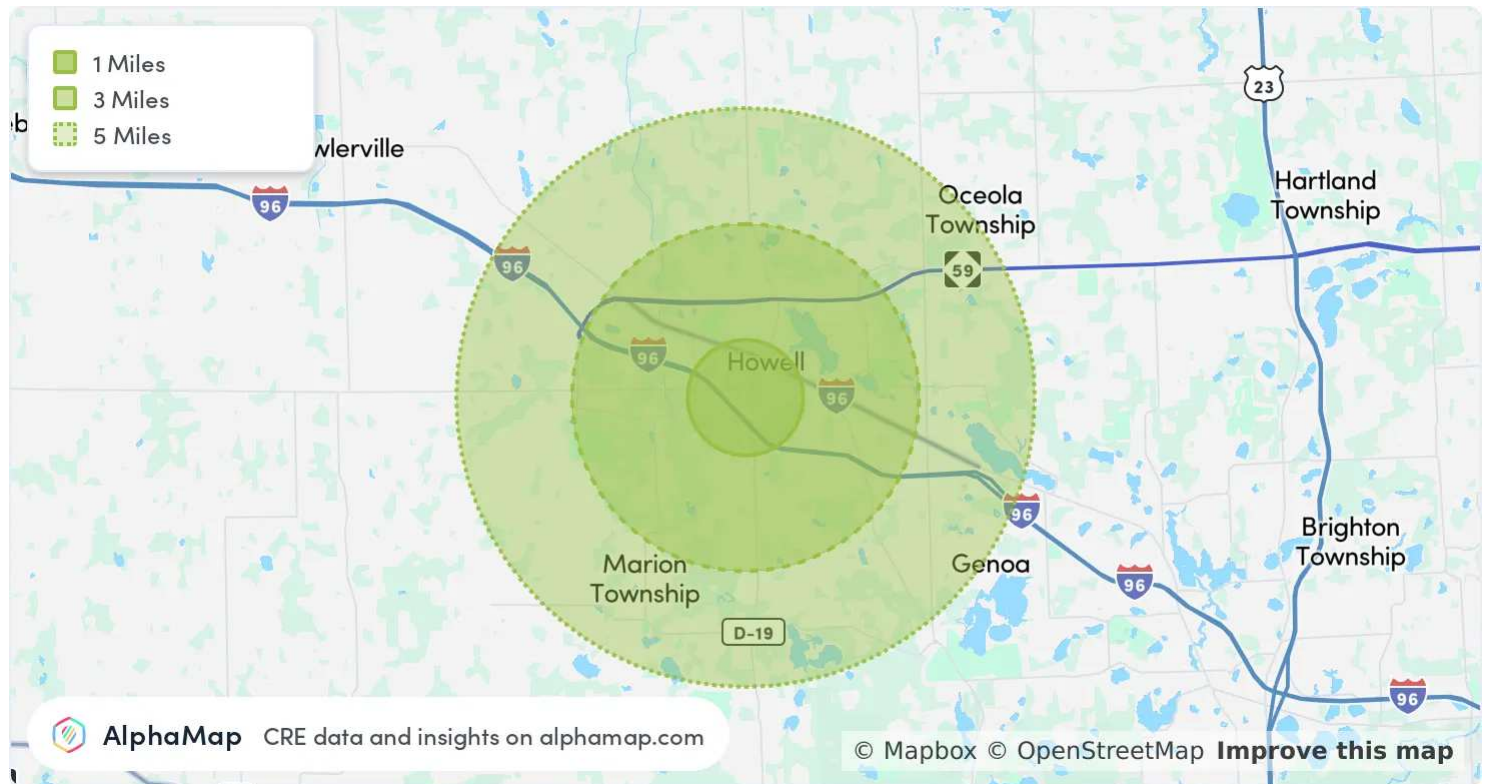 1 Miles
3 Miles
5 Miles
wlerville
96
96
96
96
96
96
96
23
Hartland
Township
Oceola
Township
59
Howell
Marion
Township
Genoa
Brighton
Township
D-19
AlphaMap CRE data and insights on alphamap.com
© Mapbox © OpenStreetMap Improve this map